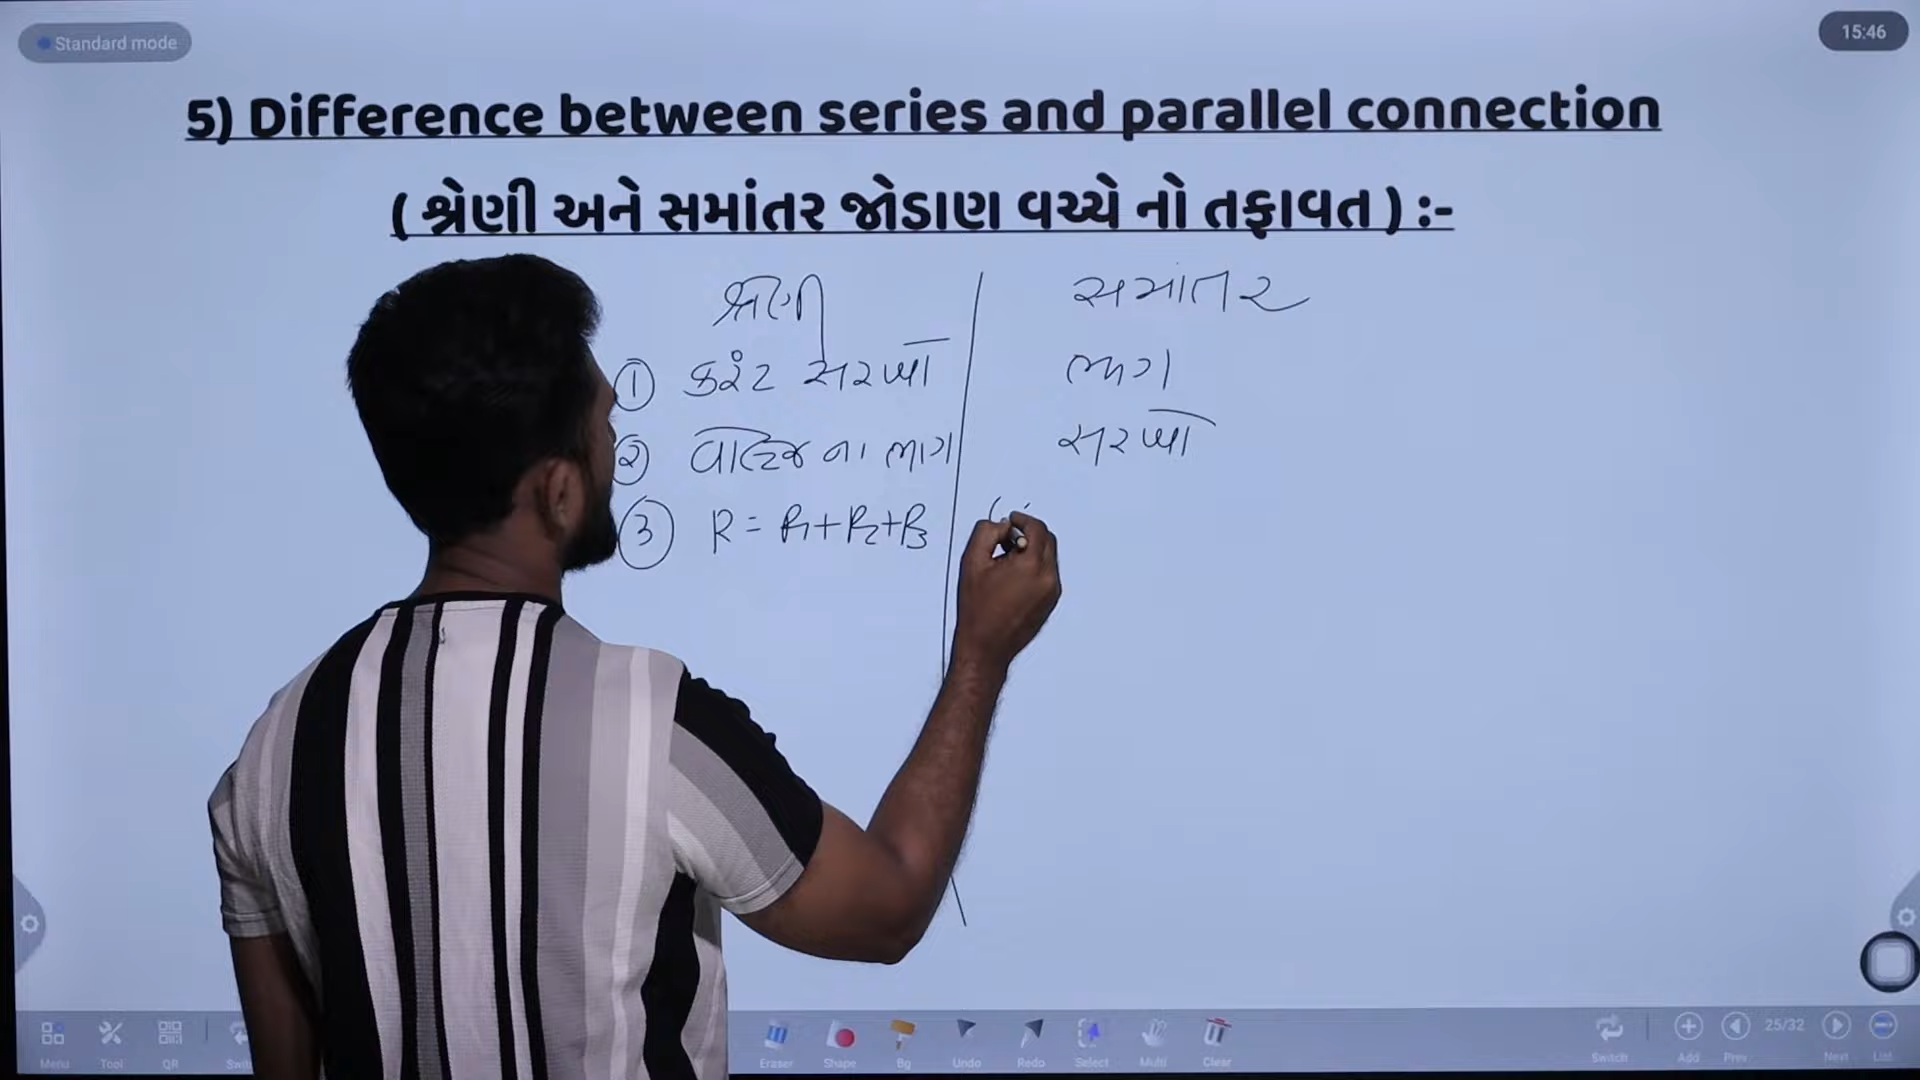 Standard mode
15:46
5) Difference between series and parallel connection
( શ્રેણી અને સમાંતર જોડાણ વચ્ચે નો તફાવત ) :-
શ્રેણી સમાંતર
① કરંટ સરખો ભાગ
② વોલ્ટેજ ના ભાગ સરખો
③ R = R1+R2+R3
Menu Tool QR Eraser Shape Bg Undo Redo Select Multi Clear Switch Add Prev 25/32 Next List